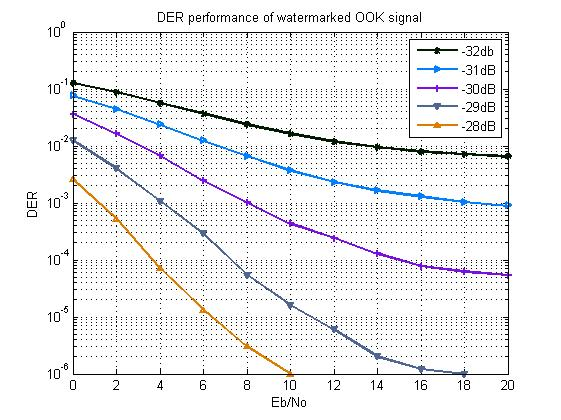 DER performance of watermarked OOK signal
10^0
10^-1
10^-2
10^-3
10^-4
10^-5
10^-6
DER
-32db
-31dB
-30dB
-29dB
-28dB
0 2 4 6 8 10 12 14 16 18 20
Eb/No